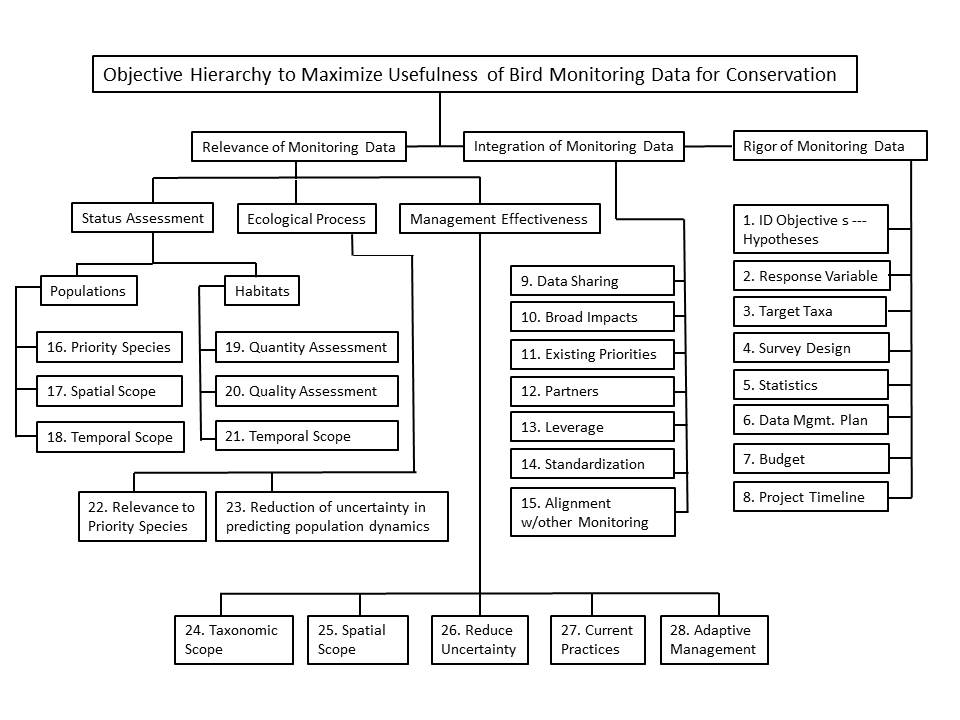 Objective Hierarchy to Maximize Usefulness of Bird Monitoring Data for Conservation
Relevance of Monitoring Data
Integration of Monitoring Data
Rigor of Monitoring Data
Status Assessment
Ecological Process
Management Effectiveness
Populations
Habitats
16. Priority Species
17. Spatial Scope
18. Temporal Scope
19. Quantity Assessment
20. Quality Assessment
21. Temporal Scope
22. Relevance to
Priority Species
23. Reduction of uncertainty in
predicting population dynamics
9. Data Sharing
10. Broad Impacts
11. Existing Priorities
12. Partners
13. Leverage
14. Standardization
15. Alignment
w/other Monitoring
1. ID Objective s ---
Hypotheses
2. Response Variable
3. Target Taxa
4. Survey Design
5. Statistics
6. Data Mgmt. Plan
7. Budget
8. Project Timeline
24. Taxonomic
Scope
25. Spatial
Scope
26. Reduce
Uncertainty
27. Current
Practices
28. Adaptive
Management